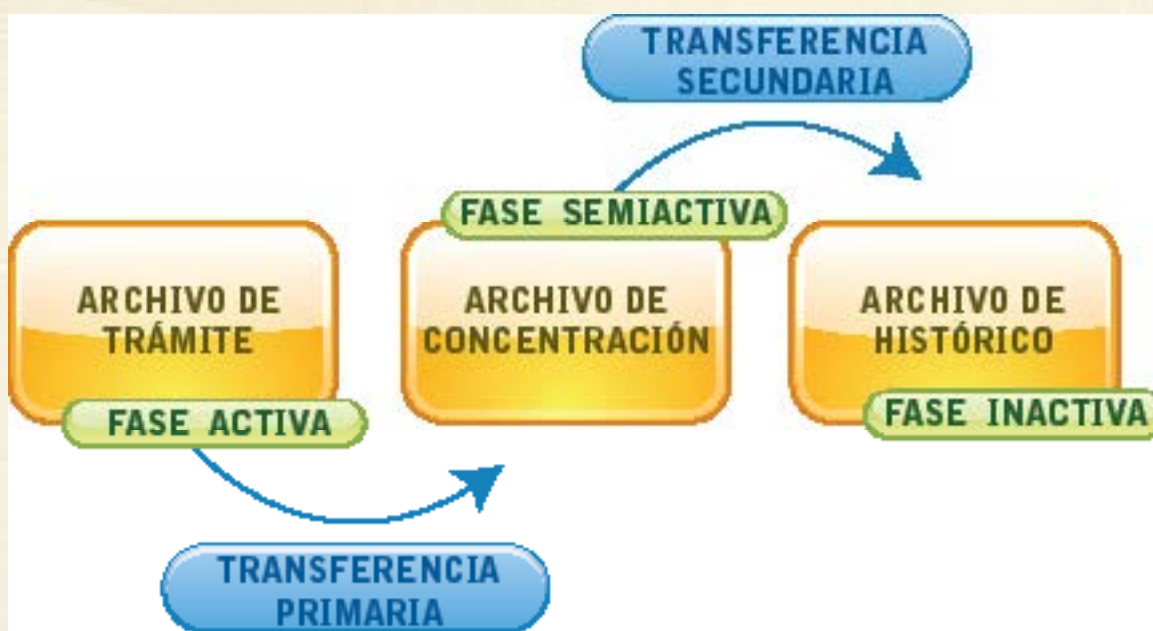 TRANSFERENCIA
SECUNDARIA
FASE SEMIACTIVA
ARCHIVO DE
TRÁMITE
FASE ACTIVA
ARCHIVO DE
CONCENTRACIÓN
ARCHIVO DE
HISTÓRICO
FASE INACTIVA
TRANSFERENCIA
PRIMARIA